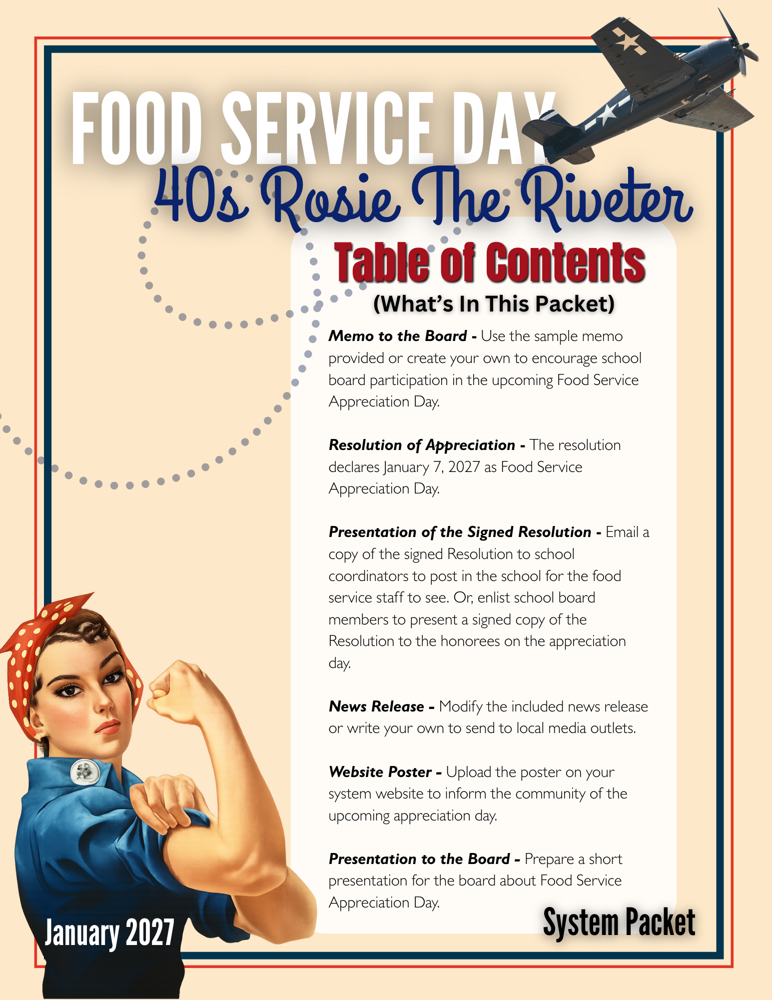 FOOD SERVICE DAY
40s Rosie The Riveter
Table of Contents
(What's In This Packet)
Memo to the Board - Use the sample memo
provided or create your own to encourage school
board participation in the upcoming Food Service
Appreciation Day.
Resolution of Appreciation - The resolution
declares January 7, 2027 as Food Service
Appreciation Day.
Presentation of the Signed Resolution - Email a
copy of the signed Resolution to school
coordinators to post in the school for the food
service staff to see. Or, enlist school board
members to present a signed copy of the
Resolution to the honorees on the appreciation
day.
News Release - Modify the included news release
or write your own to send to local media outlets.
Website Poster - Upload the poster on your
system website to inform the community of the
upcoming appreciation day.
Presentation to the Board - Prepare a short
presentation for the board about Food Service
Appreciation Day.
System Packet
January 2027